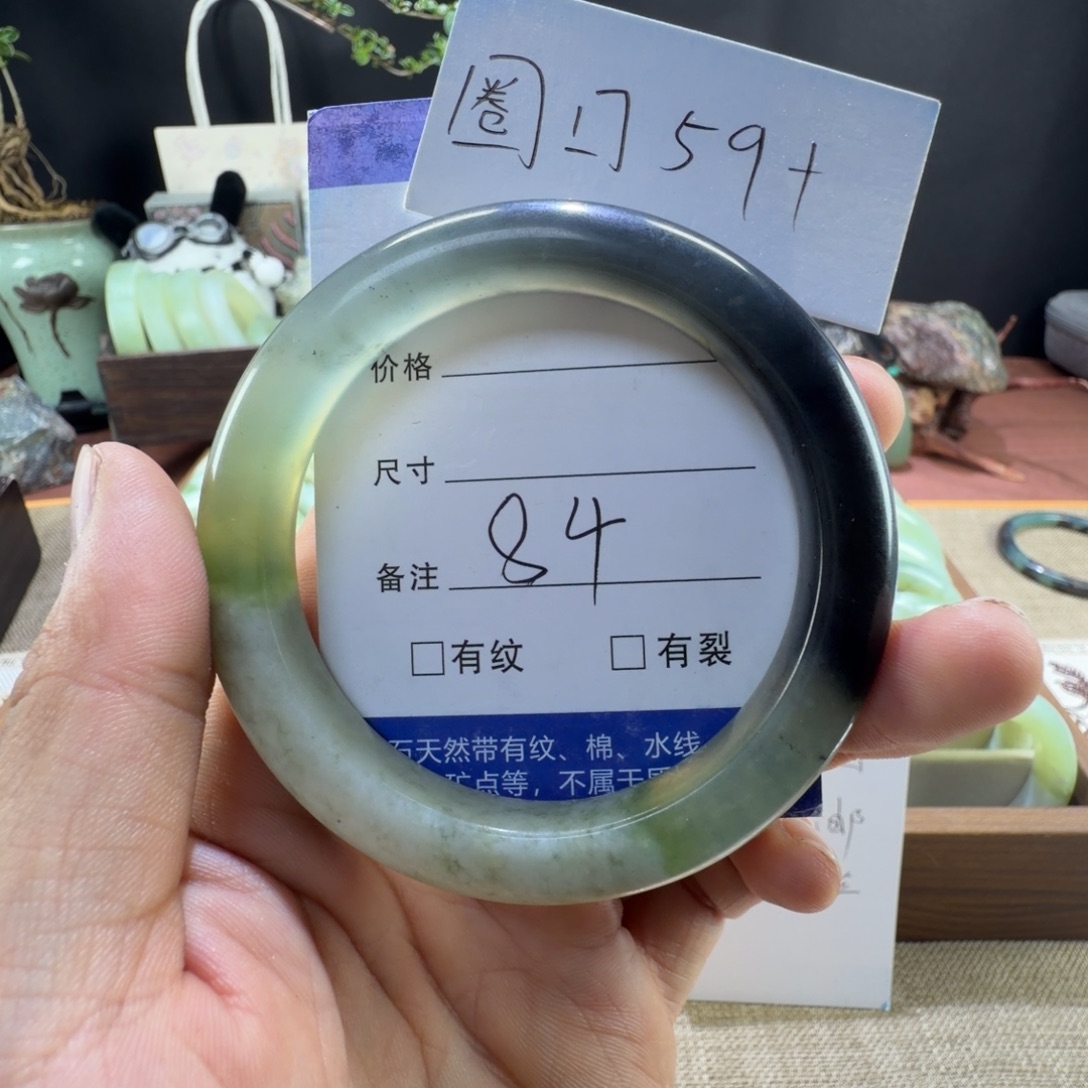 圈口59+
价格
尺寸
备注 84
□有纹 □有裂
石天然带有纹、棉、水线
矿点等，不属于